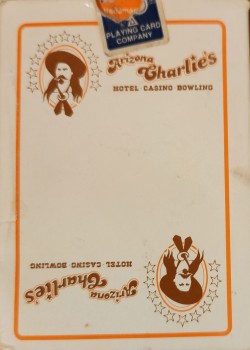 PLAYING CARD
COMPANY
Arizona
Charlie's
HOTEL CASINO BOWLING
Arizona
Charlie's
HOTEL CASINO BOWLING